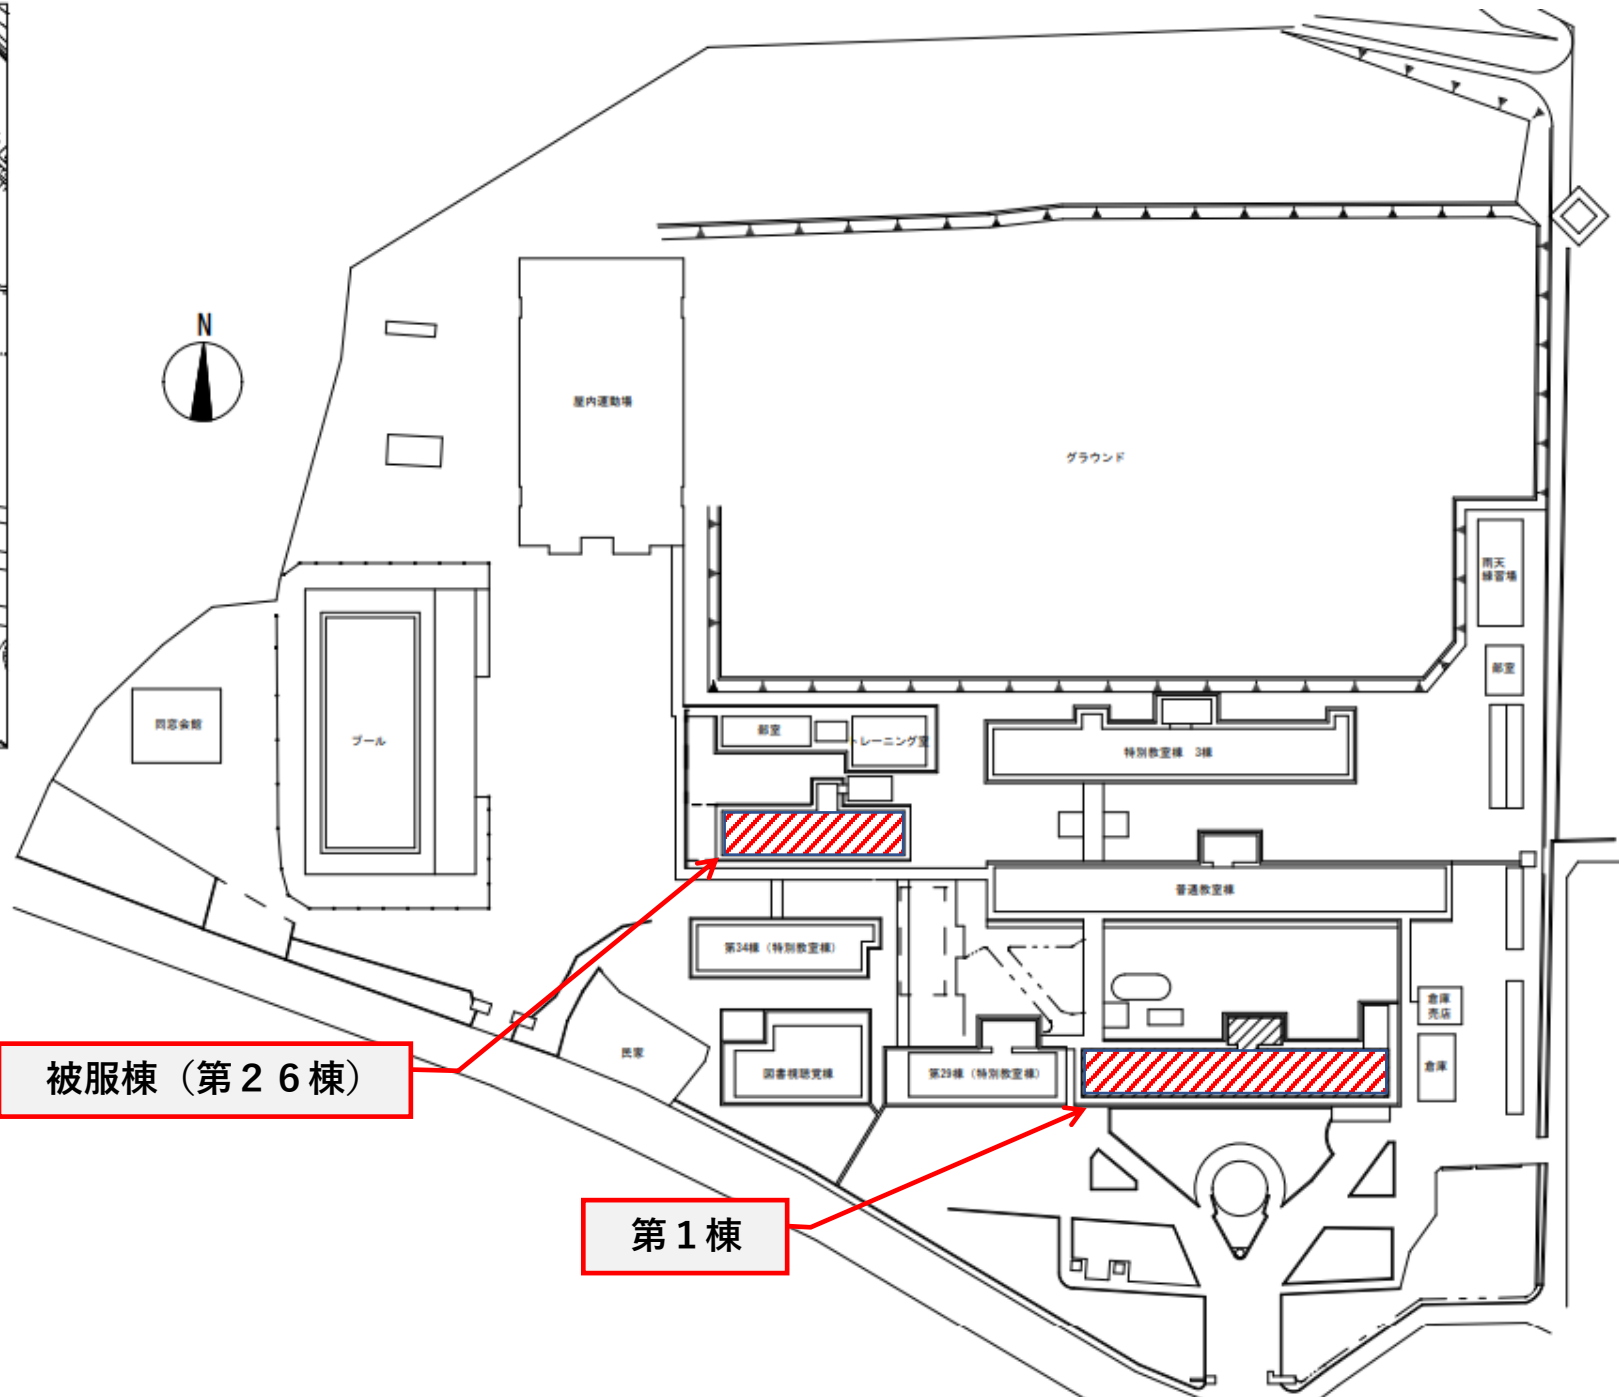 N
屋内運動場
グラウンド
雨天
練習場
部室
同窓会館
プール
部室
トレーニング室
特別教室棟 3棟
普通教室棟
第34棟（特別教室棟）
倉庫
売店
民家
図書視聴覚棟
第29棟（特別教室棟）
倉庫
被服棟（第２６棟）
第１棟